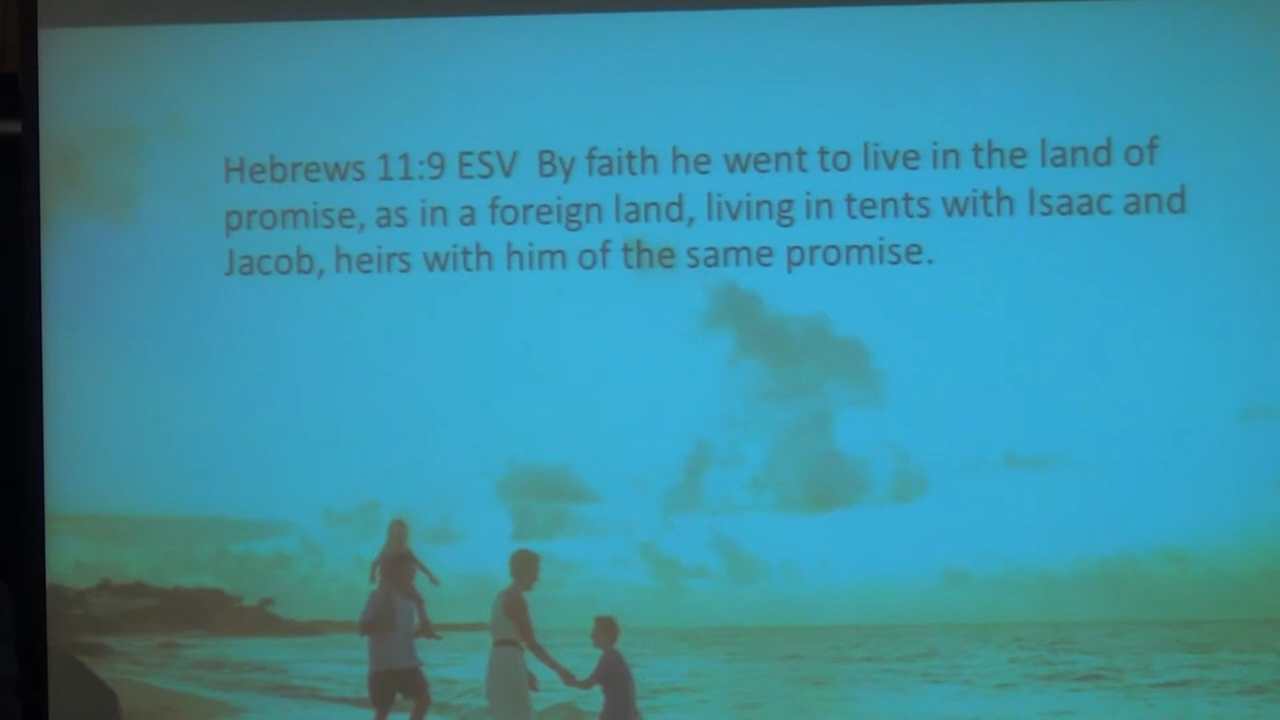 Hebrews 11:9 ESV  By faith he went to live in the land of
promise, as in a foreign land, living in tents with Isaac and
Jacob, heirs with him of the same promise.